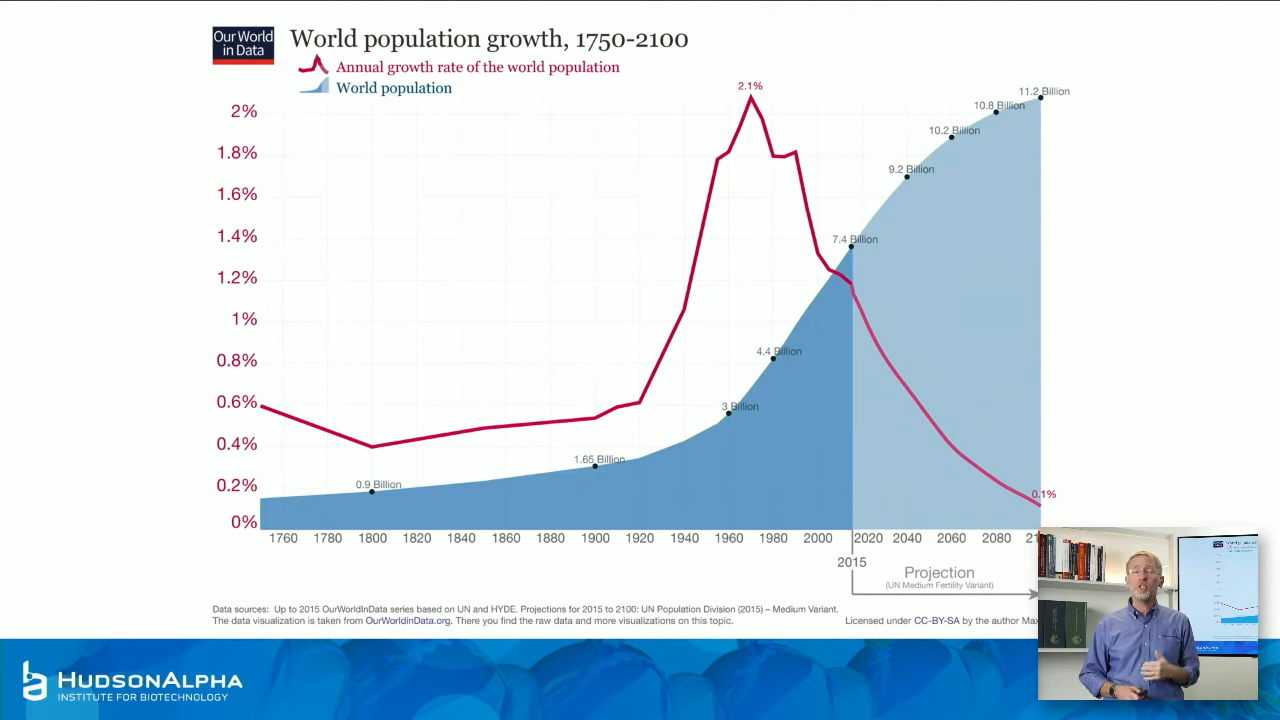 Our World
in Data
World population growth, 1750-2100
Annual growth rate of the world population
World population
2.1%
11.2 Billion
10.8 Billion
10.2 Billion
9.2 Billion
7.4 Billion
4.4 Billion
3 Billion
1.65 Billion
0.9 Billion
0.1%
2%
1.8%
1.6%
1.4%
1.2%
1%
0.8%
0.6%
0.4%
0.2%
0%
1760 1780 1800 1820 1840 1860 1880 1900 1920 1940 1960 1980 2000 2020 2040 2060 2080
2015
Projection
(UN Medium Fertility Variant)
Data sources: Up to 2015 OurWorldInData series based on UN and HYDE. Projections for 2015 to 2100: UN Population Division (2015) – Medium Variant.
The data visualization is taken from OurWorldinData.org. There you find the raw data and more visualizations on this topic.
Licensed under CC-BY-SA by the author Max
HUDSONALPHA
INSTITUTE FOR BIOTECHNOLOGY